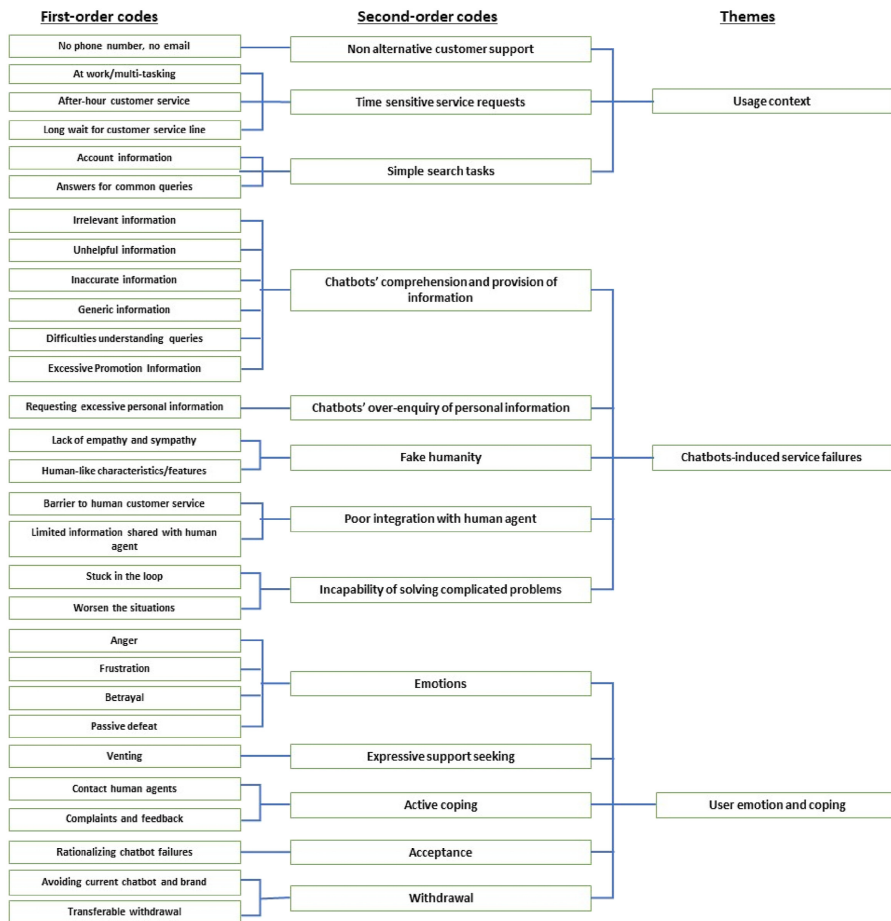 First-order codes
Second-order codes
Themes
No phone number, no email
Non alternative customer support
At work/multi-tasking
After-hour customer service
Time sensitive service requests
Usage context
Long wait for customer service line
Account information
Simple search tasks
Answers for common queries
Irrelevant information
Unhelpful information
Inaccurate information
Chatbots' comprehension and provision of
information
Generic information
Difficulties understanding queries
Excessive Promotion Information
Requesting excessive personal information
Chatbots' over-enquiry of personal information
Lack of empathy and sympathy
Fake humanity
Chatbots-induced service failures
Human-like characteristics/features
Barrier to human customer service
Poor integration with human agent
Limited information shared with human
agent
Stuck in the loop
Incapability of solving complicated problems
Worsen the situations
Anger
Frustration
Emotions
Betrayal
Passive defeat
Venting
Expressive support seeking
Contact human agents
Active coping
User emotion and coping
Complaints and feedback
Rationalizing chatbot failures
Acceptance
Avoiding current chatbot and brand
Withdrawal
Transferable withdrawal